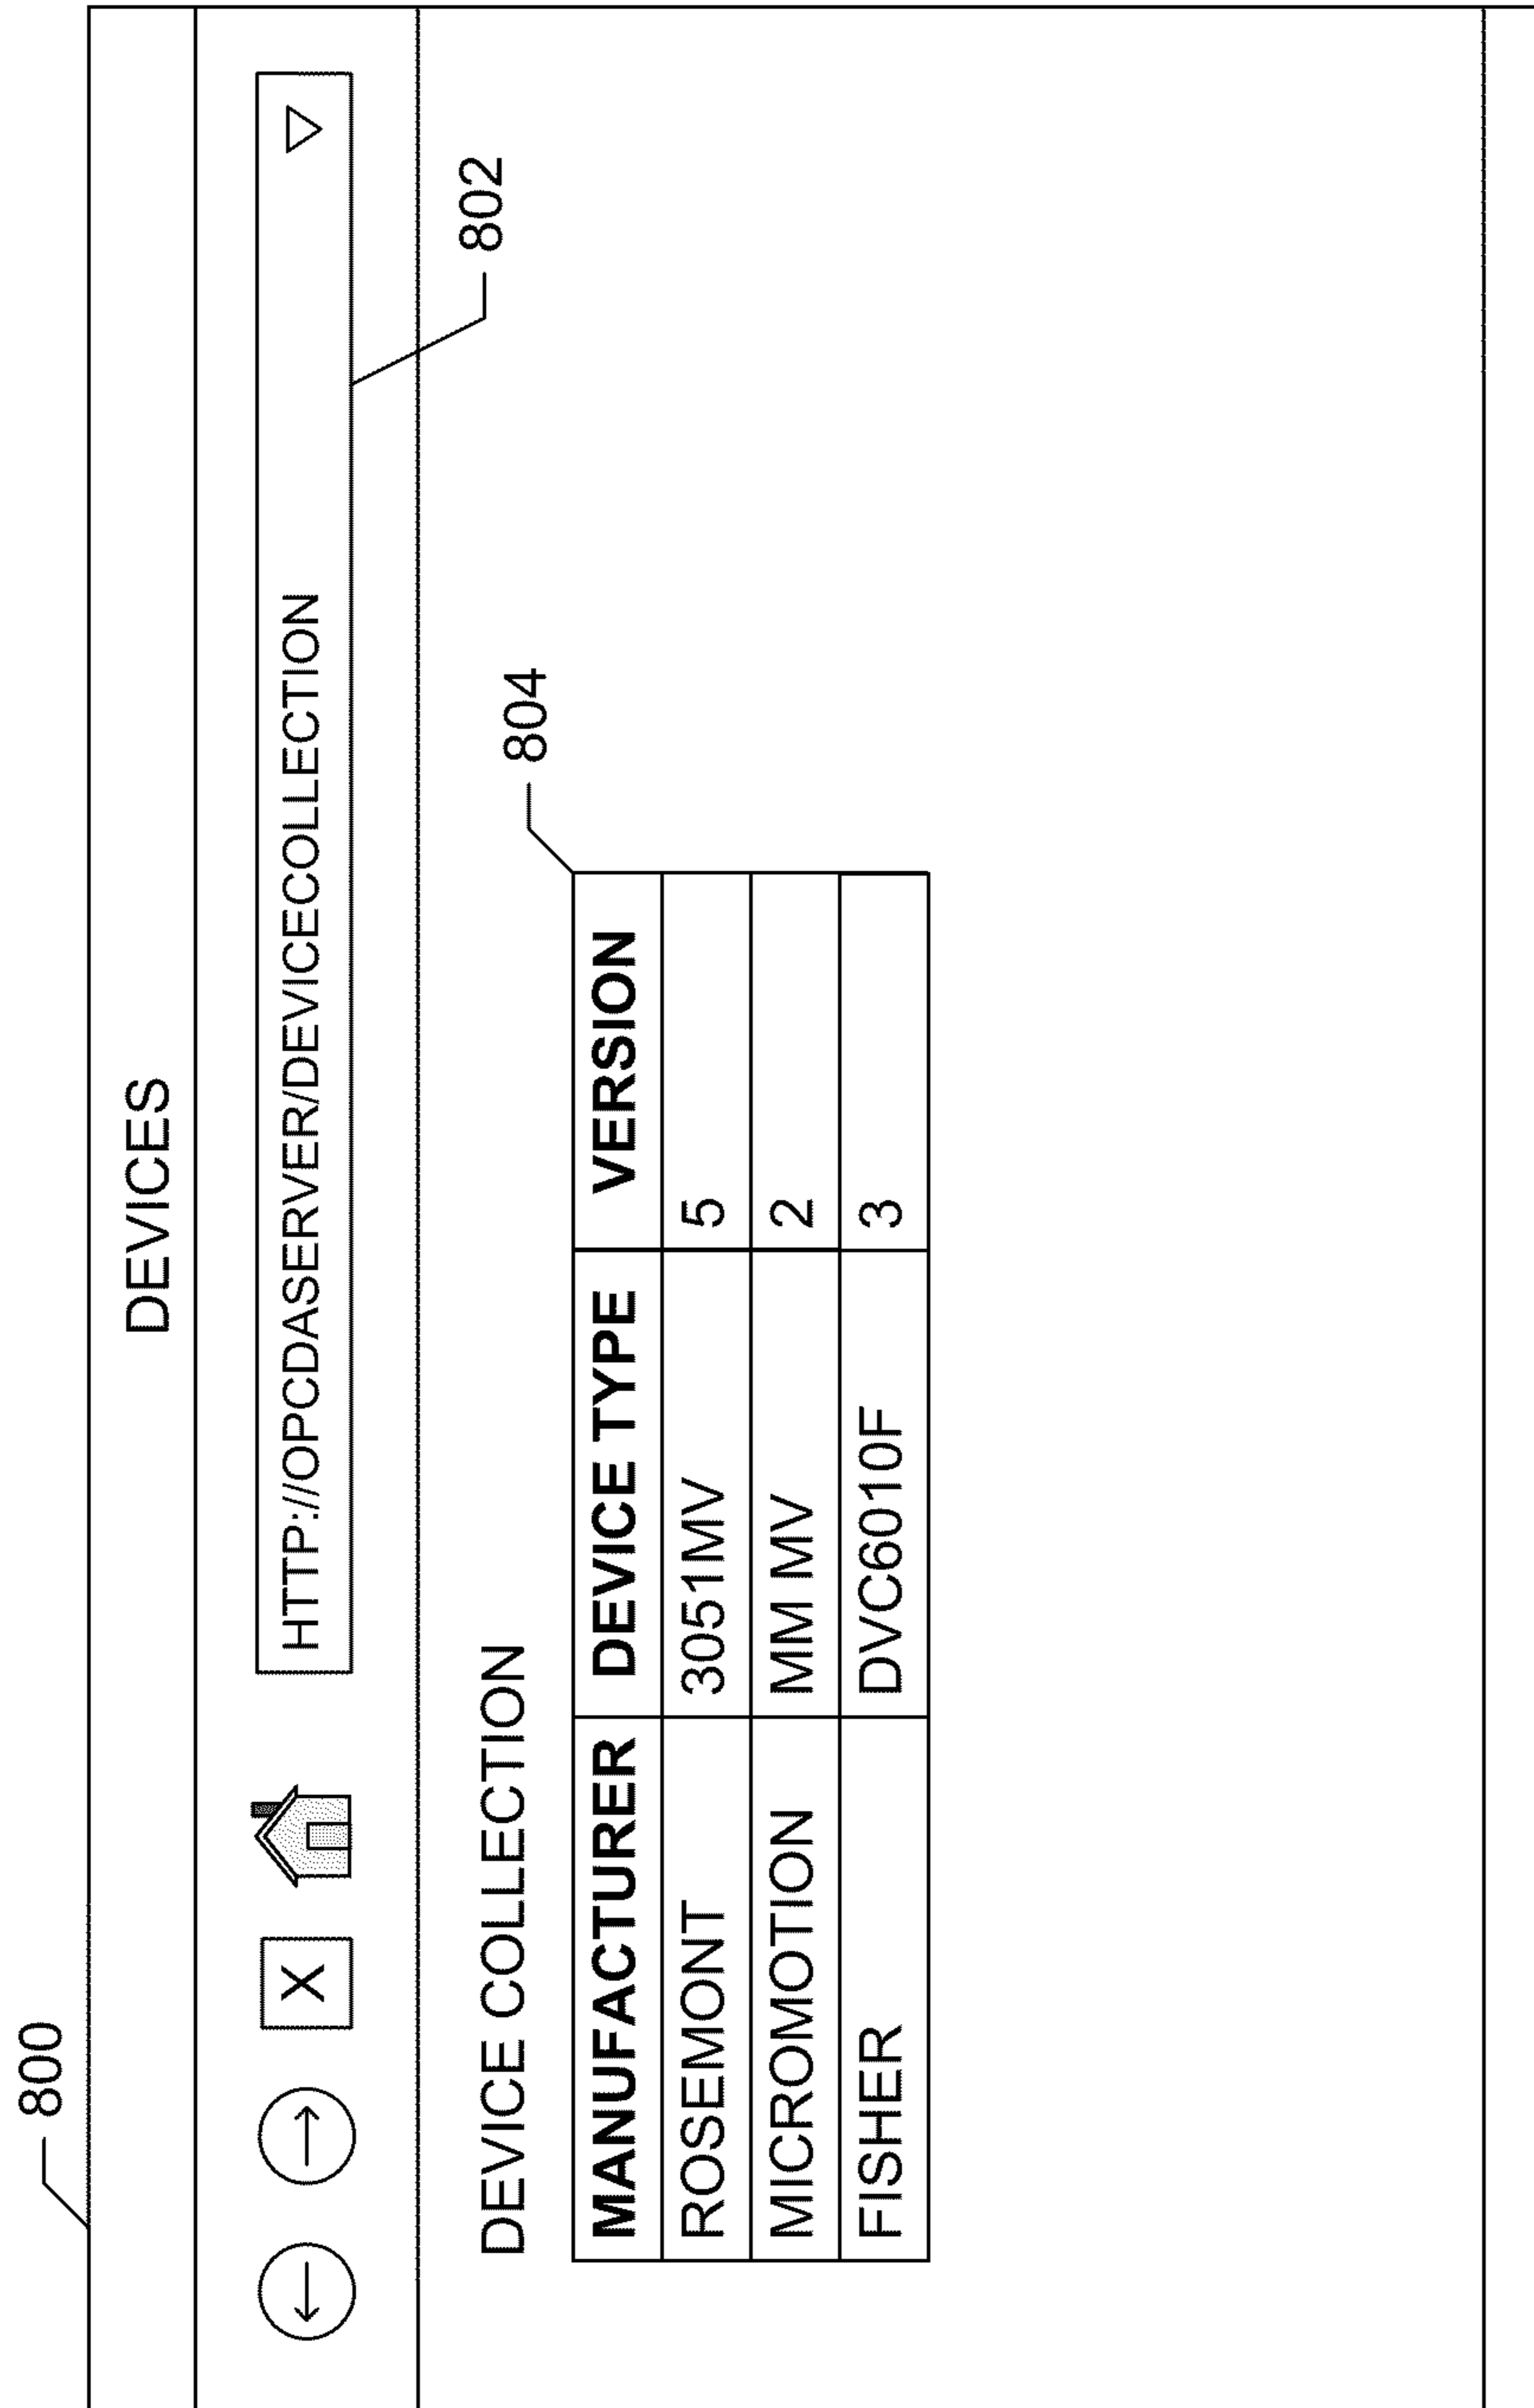 800
DEVICES
X HTTP://OPCDASERVER/DEVICECOLLECTION
802
DEVICE COLLECTION
804
MANUFACTURER DEVICE TYPE VERSION
ROSEMONT 3051MV 5
MICROMOTION MM MV 2
FISHER DVC6010F 3